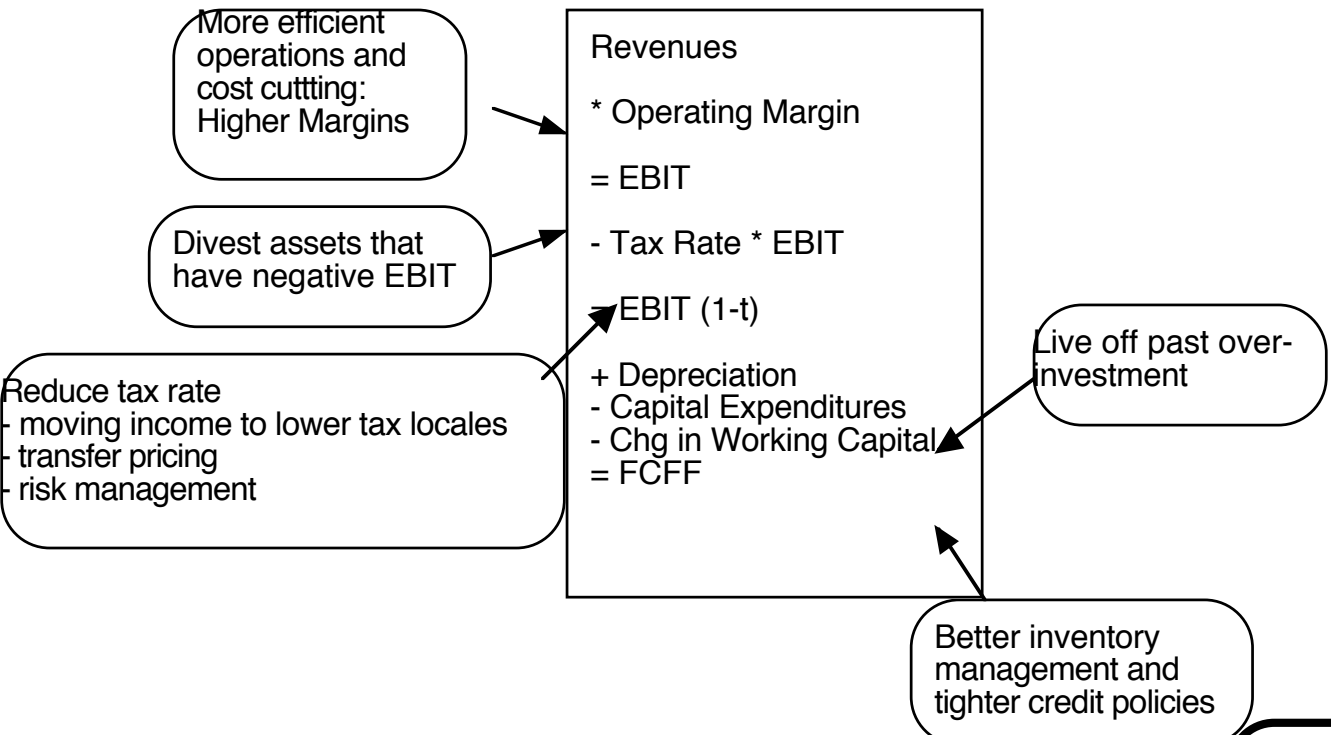 More efficient
operations and
cost cuttting:
Higher Margins
Divest assets that
have negative EBIT
Reduce tax rate
- moving income to lower tax locales
- transfer pricing
- risk management
Revenues
* Operating Margin
= EBIT
- Tax Rate * EBIT
= EBIT (1-t)
+ Depreciation
- Capital Expenditures
- Chg in Working Capital
= FCFF
Live off past over-
investment
Better inventory
management and
tighter credit policies